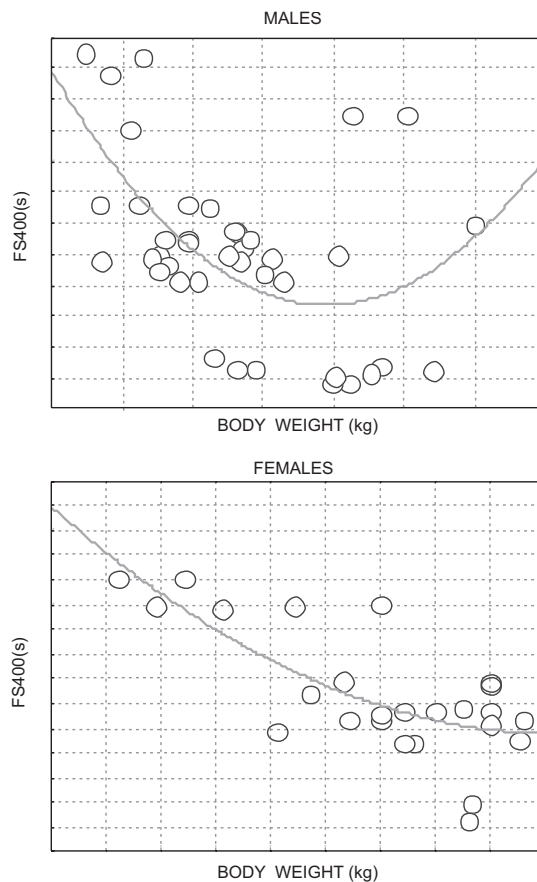 MALES
FS400(s)
BODY WEIGHT (kg)
FEMALES
FS400(s)
BODY WEIGHT (kg)